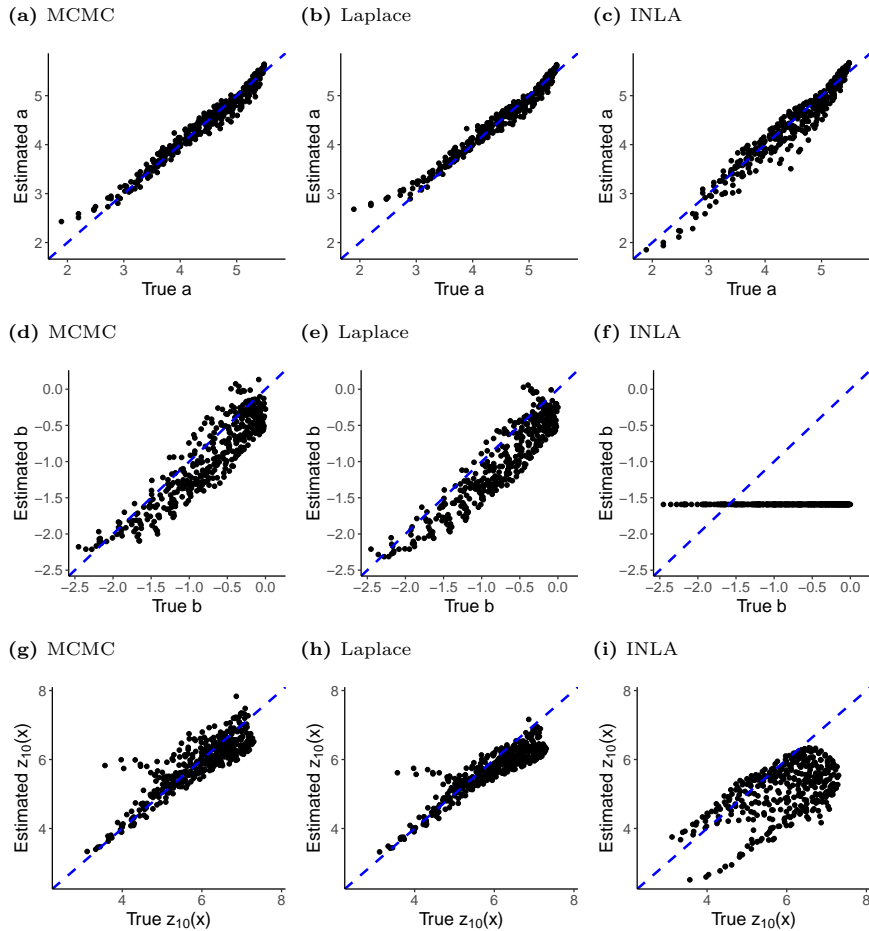 (a) MCMC
(b) Laplace
(c) INLA
5
4
3
2
Estimated a
2 3 4 5
True a
5
4
3
2
Estimated a
2 3 4 5
True a
5
4
3
2
Estimated a
2 3 4 5
True a
(d) MCMC
(e) Laplace
(f) INLA
0.0
−0.5
−1.0
−1.5
−2.0
−2.5
Estimated b
−2.5 −2.0 −1.5 −1.0 −0.5 0.0
True b
0.0
−0.5
−1.0
−1.5
−2.0
−2.5
Estimated b
−2.5 −2.0 −1.5 −1.0 −0.5 0.0
True b
0.0
−0.5
−1.0
−1.5
−2.0
−2.5
Estimated b
−2.5 −2.0 −1.5 −1.0 −0.5 0.0
True b
(g) MCMC
(h) Laplace
(i) INLA
8
6
4
Estimated z₁₀(x)
4 6 8
True z₁₀(x)
8
6
4
Estimated z₁₀(x)
4 6 8
True z₁₀(x)
8
6
4
Estimated z₁₀(x)
4 6 8
True z₁₀(x)